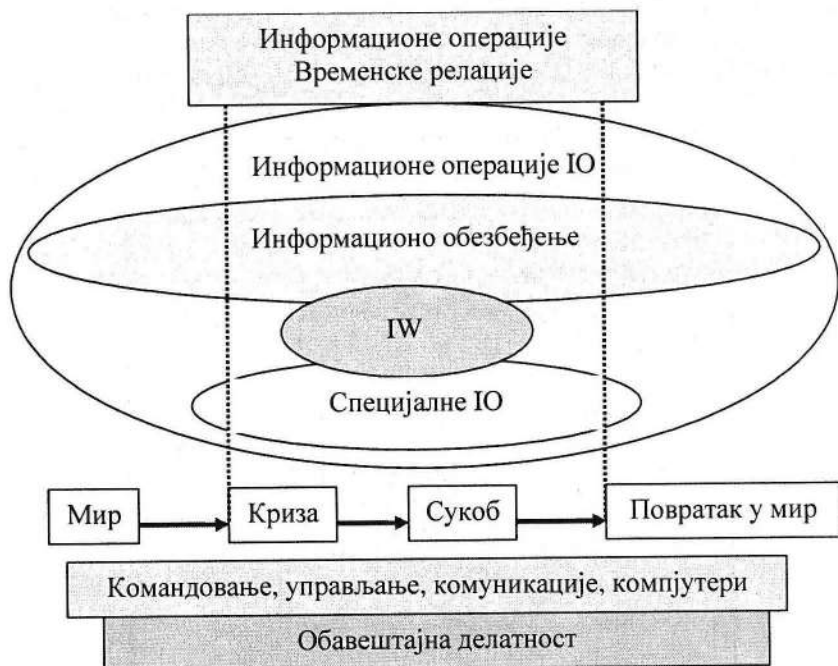 Информационе операције
Временске релације
Информационе операције IO
Информационо обезбеђење
IW
Специјалне IO
Мир
Криза
Сукоб
Повратак у мир
Командовање, управљање, комуникације, компјутери
Обавештајна делатност